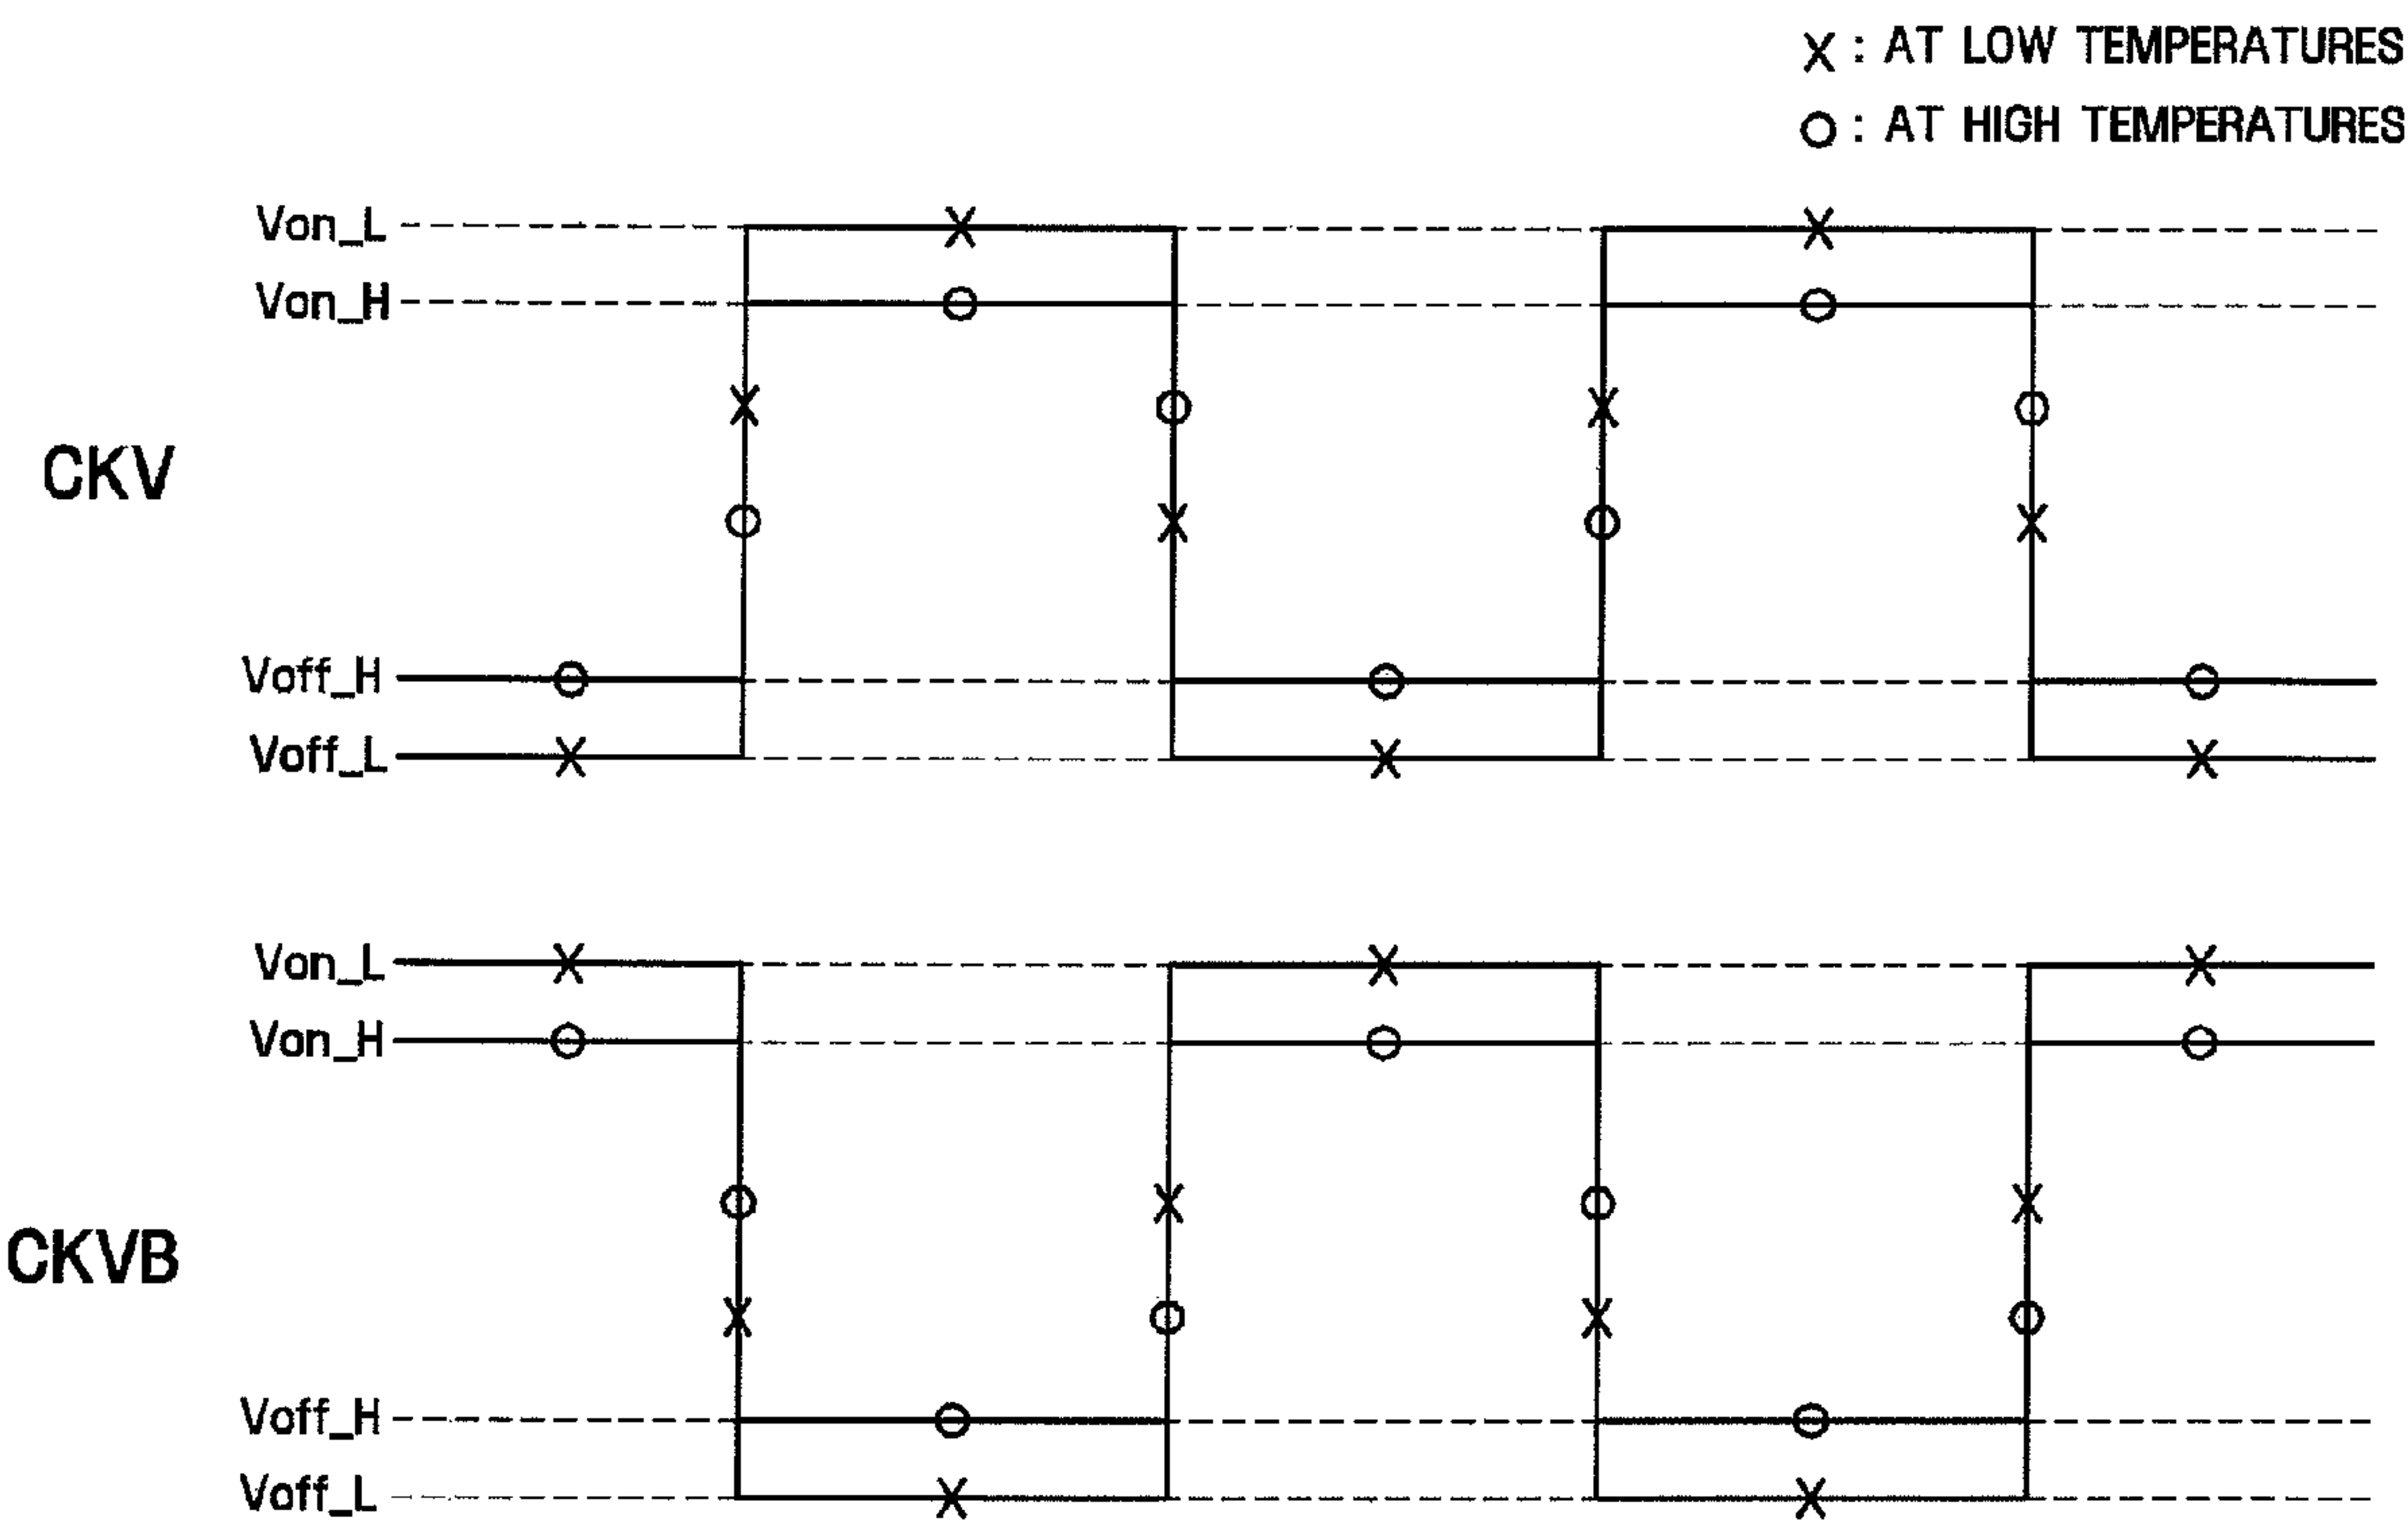 X : AT LOW TEMPERATURES
O : AT HIGH TEMPERATURES
Von_L
Von_H
CKV
Voff_H
Voff_L
Von_L
Von_H
CKVB
Voff_H
Voff_L